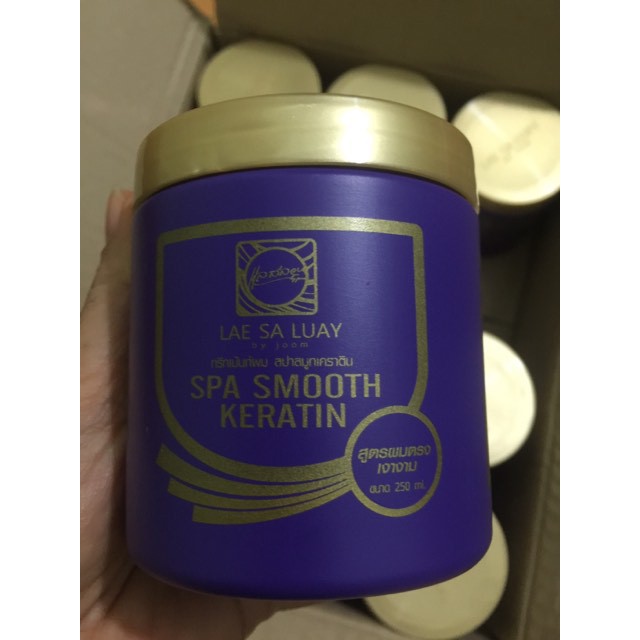 LAE SA LUAY
by jaom
ทรีทเม้นท์ผม สปาสมูทเคราติน
SPA SMOOTH
KERATIN
สูตรผมตรง
เงางาม
ขนาด 250 ml.